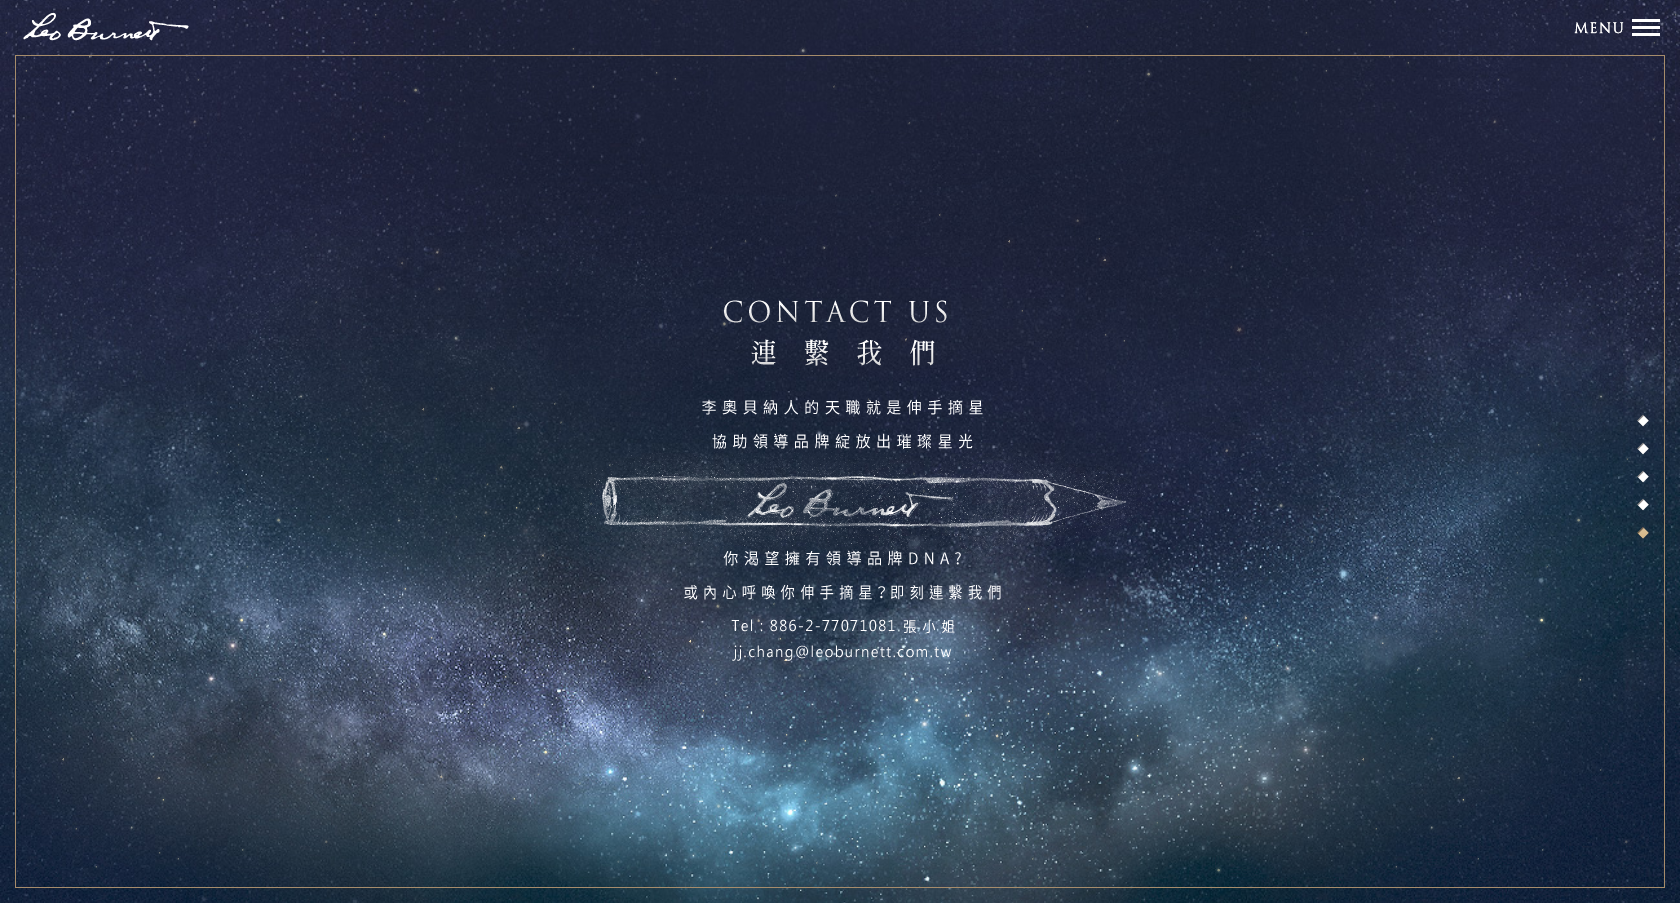 Leo Burnett
MENU
CONTACT US
連繫我們
李奧貝納人的天職就是伸手摘星
協助領導品牌綻放出璀璨星光
Leo Burnett
你渴望擁有領導品牌DNA?
或內心呼喚你伸手摘星?即刻連繫我們
Tel : 886-2-77071081 張小姐
jj.chang@leoburnett.com.tw